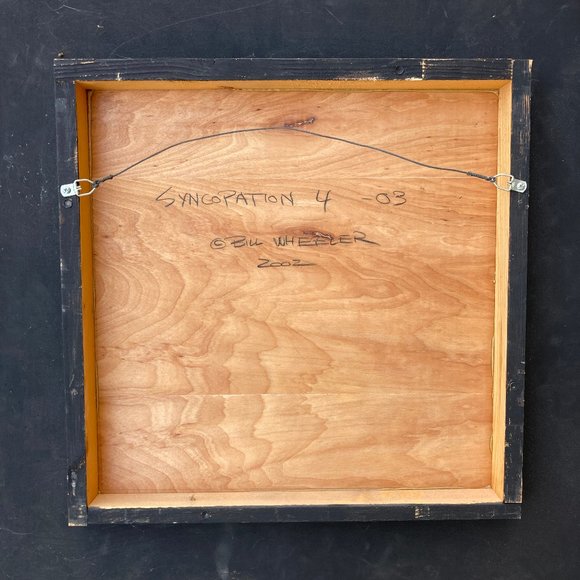 SYNCOPATION 4 -03
© BILL WHEELER
2002